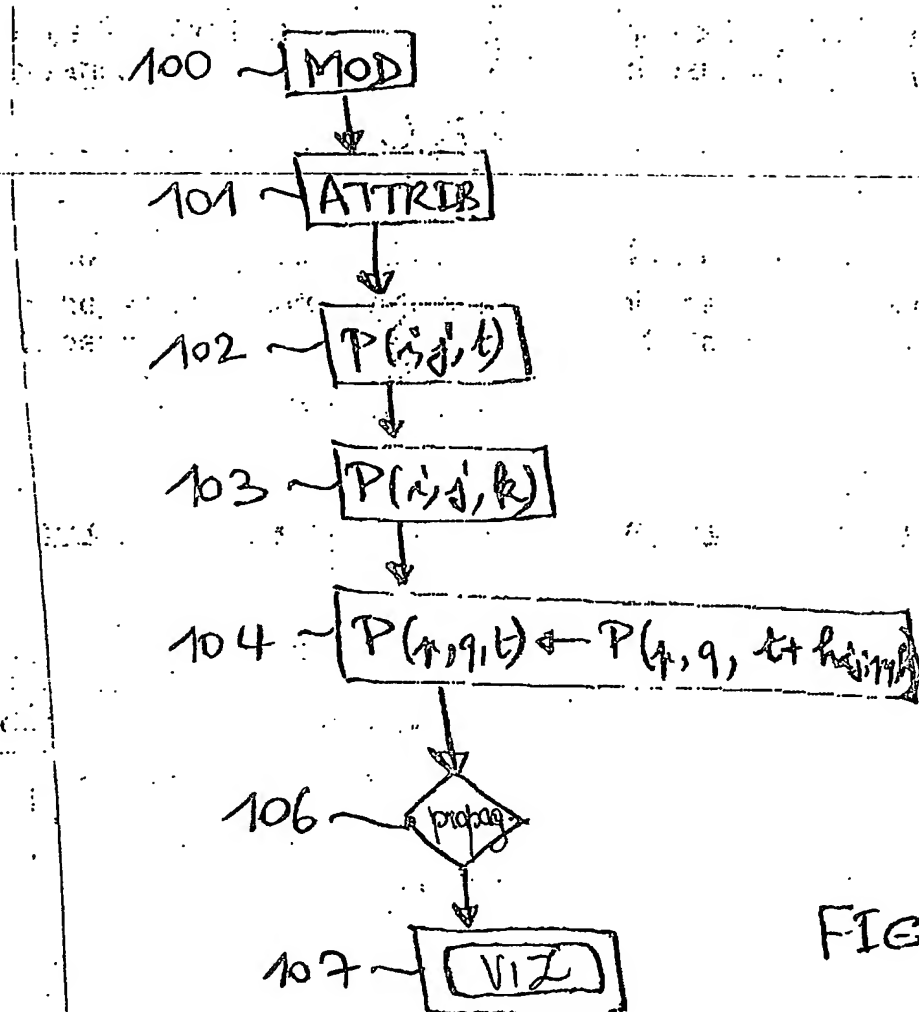 100 MOD
101 ATTRIB
102 P(i,j,t)
103 P(i,j,k)
104 P(p,q,t) ← P(p, q, t+h
106 propag
107 VIZ
FIG